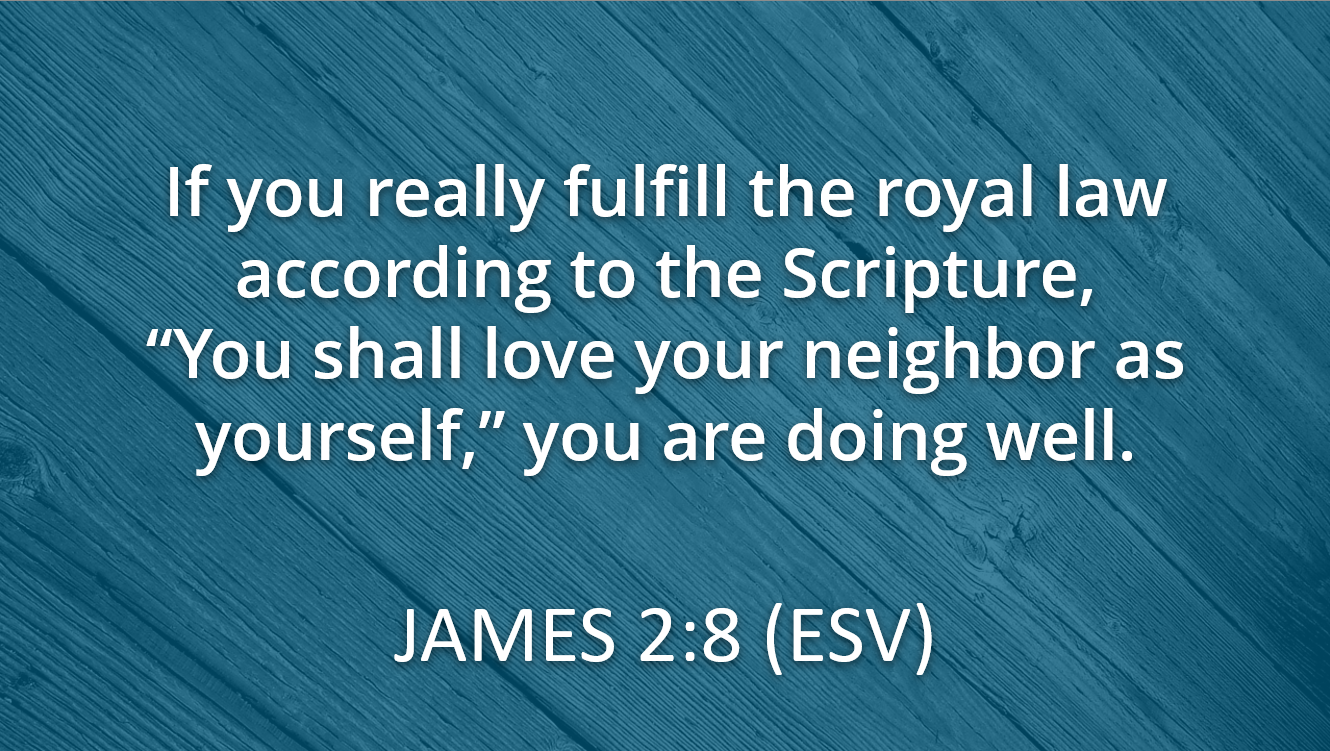 If you really fulfill the royal law
according to the Scripture,
“You shall love your neighbor as
yourself,” you are doing well.
JAMES 2:8 (ESV)